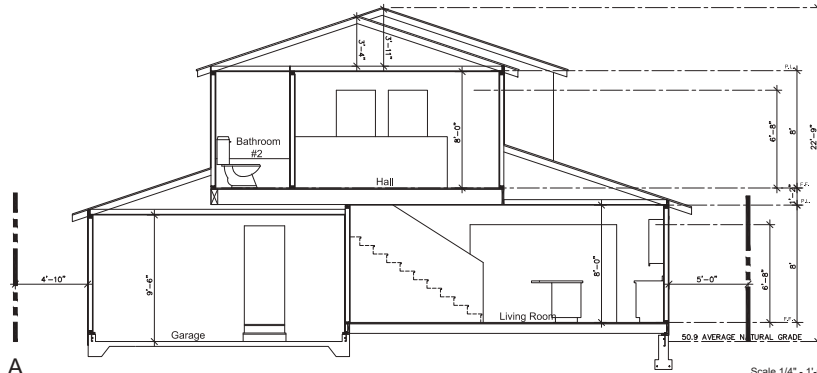 3'-4"
3'-11"
P.L.
Bathroom
#2
8'-0"
6'-8"
8'
22'-9"
Hall
F.F.
1'-2"
P.L.
4'-10"
9'-6"
8'-0"
5'-0"
6'-8"
8'
Garage
Living Room
F.F.
50.9 AVERAGE NATURAL GRADE
A
Scale 1/4" - 1'-